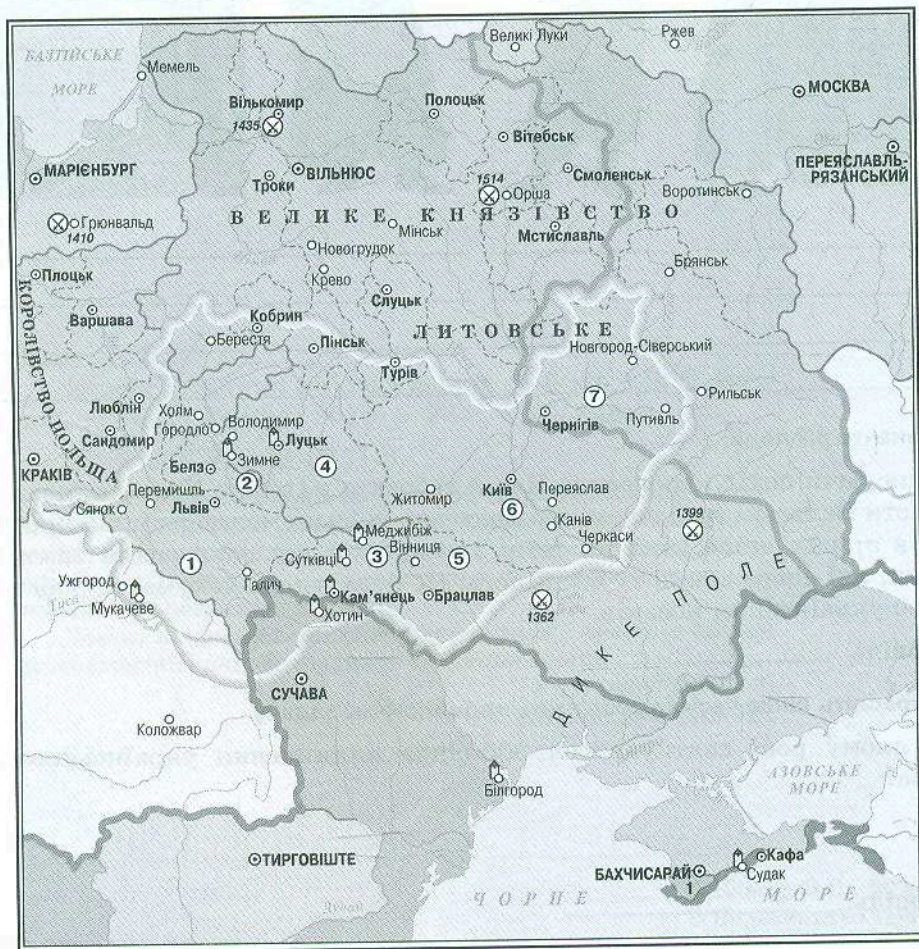 БАЛТІЙСЬКЕ
МОРЕ
Мемель
Великі Луки
Ржев
МОСКВА
Вількомир
1435
Полоцьк
Вітебськ
ПЕРЕЯСЛАВЛЬ-
РЯЗАНСЬКИЙ
МАРІЄНБУРГ
Троки
ВІЛЬНЮС
1514
Орша
Смоленськ
Воротинськ
Грюнвальд
1410
ВЕЛИКЕ КНЯЗІВСТВО
Мінськ
Мстиславль
Новогрудок
Крево
Брянськ
Плоцьк
КОРОЛІВСТВО ПОЛЬЩА
Варшава
Слуцьк
Кобрин
Берестя
Пінськ
ЛИТОВСЬКЕ
Новгород-Сіверський
Турів
7
Чернігів
Путивль
Рильськ
Люблін
Холм
Городло
Володимир
Сандомир
Луцьк
Зимне
4
КРАКІВ
Белз
2
Житомир
Київ
6
Переяслав
Перемишль
Сянок
Львів
Канів
1399
Черкаси
Меджибіж
Вінниця
Сутківці
3
5
1
Галич
Ужгород
Тиса
Мукачеве
Кам'янець
Хотин
Брацлав
1362
ДИКЕ ПОЛЕ
СУЧАВА
Коложвар
Білгород
АЗОВСЬКЕ
МОРЕ
ТИРГОВІШТЕ
БАХЧИСАРАЙ
1
Кафа
Судак
Дунай
ЧОРНЕ МОРЕ